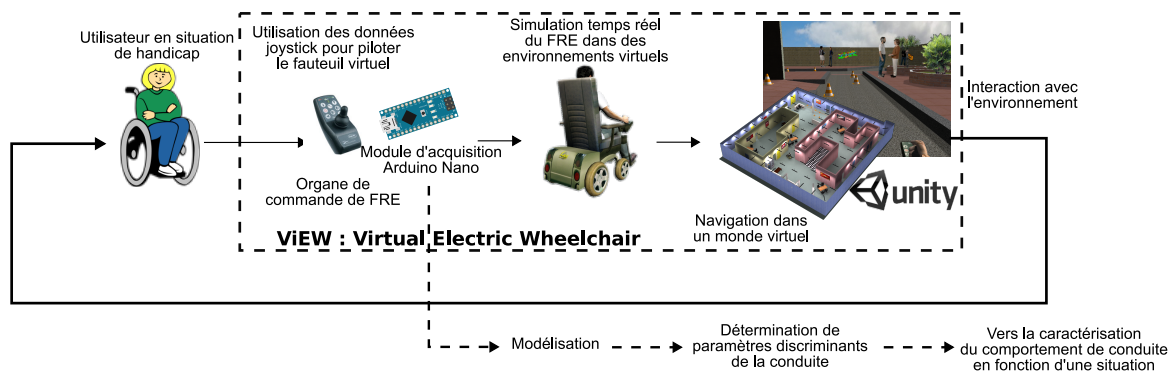 Utilisateur en situation
de handicap
Utilisation des données
joystick pour piloter
le fauteuil virtuel
Simulation temps réel
du FRE dans des
environnements virtuels
Interaction avec
l'environnement
Module d'acquisition
Arduino Nano
Organe de
commande de FRE
unity
Navigation dans
un monde virtuel
ViEW : Virtual Electric Wheelchair
Modélisation
Détermination de
paramètres discriminants
de la conduite
Vers la caractérisation
du comportement de conduite
en fonction d'une situation